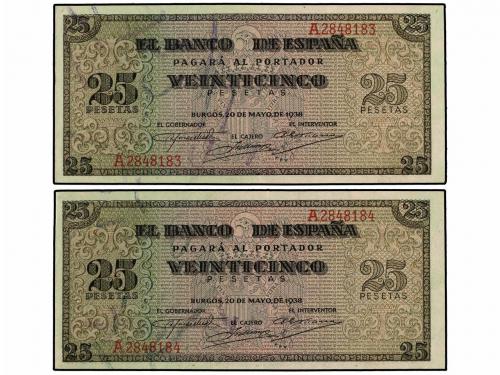 25 A2848183 25
EL BANCO DE ESPAÑA
PAGARÁ AL PORTADOR
25 VEINTICINCO 25
PESETAS PESETAS PESETAS
BURGOS, 20 DE MAYO, DE 1938
EL GOBERNADOR EL CAJERO EL INTERVENTOR
A2848183
25 25
25 A2848184 25
EL BANCO DE ESPAÑA
PAGARÁ AL PORTADOR
25 VEINTICINCO 25
PESETAS PESETAS PESETAS
BURGOS, 20 DE MAYO, DE 1938
EL GOBERNADOR EL CAJERO EL INTERVENTOR
A2848184
25 25